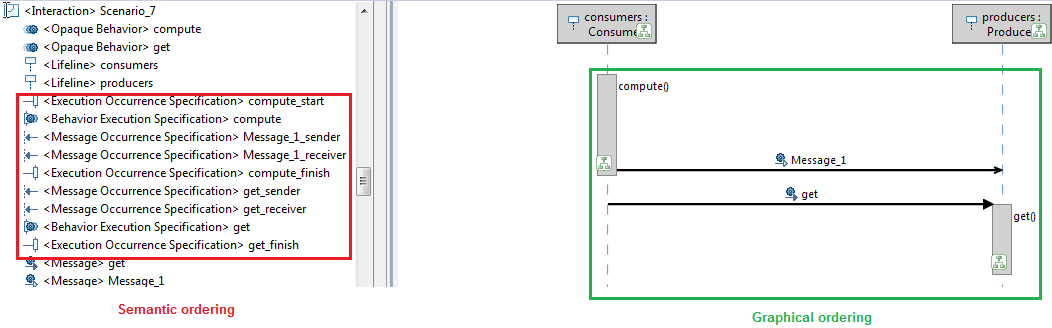 <Interaction> Scenario_7
<Opaque Behavior> compute
<Opaque Behavior> get
<Lifeline> consumers
<Lifeline> producers
<Execution Occurrence Specification> compute_start
<Behavior Execution Specification> compute
<Message Occurrence Specification> Message_1_sender
<Message Occurrence Specification> Message_1_receiver
<Execution Occurrence Specification> compute_finish
<Message Occurrence Specification> get_sender
<Message Occurrence Specification> get_receiver
<Behavior Execution Specification> get
<Execution Occurrence Specification> get_finish
<Message> get
<Message> Message_1
Semantic ordering
consumers :
Consume
producers :
Produce
compute()
Message_1
get
get()
Graphical ordering